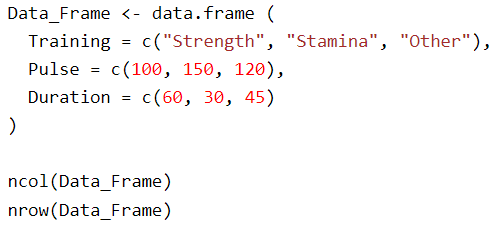 Data_Frame <- data.frame (
  Training = c("Strength", "Stamina", "Other"),
  Pulse = c(100, 150, 120),
  Duration = c(60, 30, 45)
)

ncol(Data_Frame)
nrow(Data_Frame)